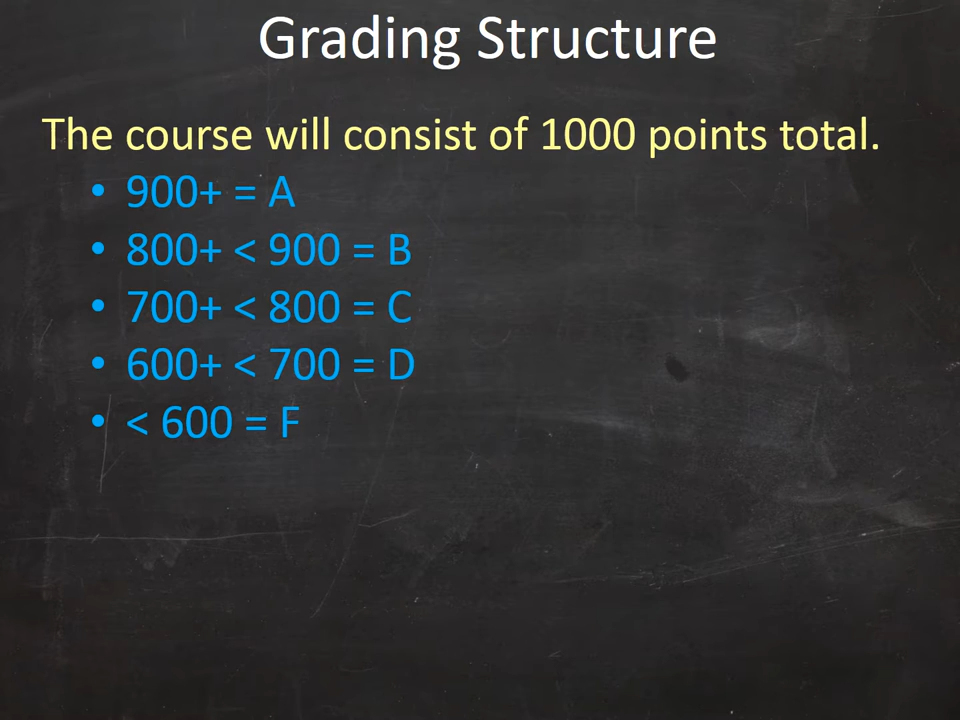 Grading Structure
The course will consist of 1000 points total.
• 900+ = A
• 800+ < 900 = B
• 700+ < 800 = C
• 600+ < 700 = D
• < 600 = F